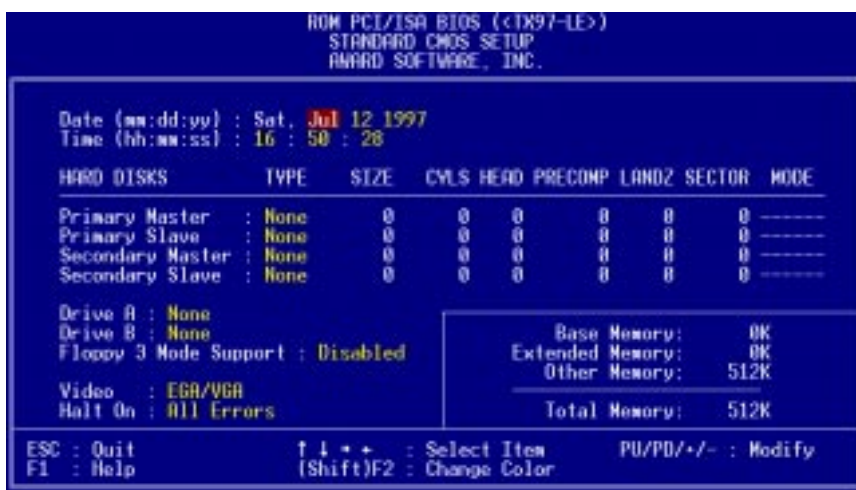 ROM PCI/ISA BIOS (<TX97-LE>)
STANDARD CMOS SETUP
AWARD SOFTWARE, INC.
Date (mm:dd:yy) : Sat, Jul 12 1997
Time (hh:mm:ss) : 16 : 50 : 28
HARD DISKS TYPE SIZE CYLS HEAD PRECOMP LANDZ SECTOR MODE
Primary Master : None 0 0 0 0 0 0 ------
Primary Slave : None 0 0 0 0 0 0 ------
Secondary Master : None 0 0 0 0 0 0 ------
Secondary Slave : None 0 0 0 0 0 0 ------
Drive A : None
Drive B : None
Floppy 3 Mode Support : Disabled
Video : EGA/VGA
Halt On : All Errors
Base Memory: 0K
Extended Memory: 0K
Other Memory: 512K
Total Memory: 512K
ESC : Quit ↑ ↓ → ← : Select Item PU/PD/+/- : Modify
F1 : Help (Shift)F2 : Change Color